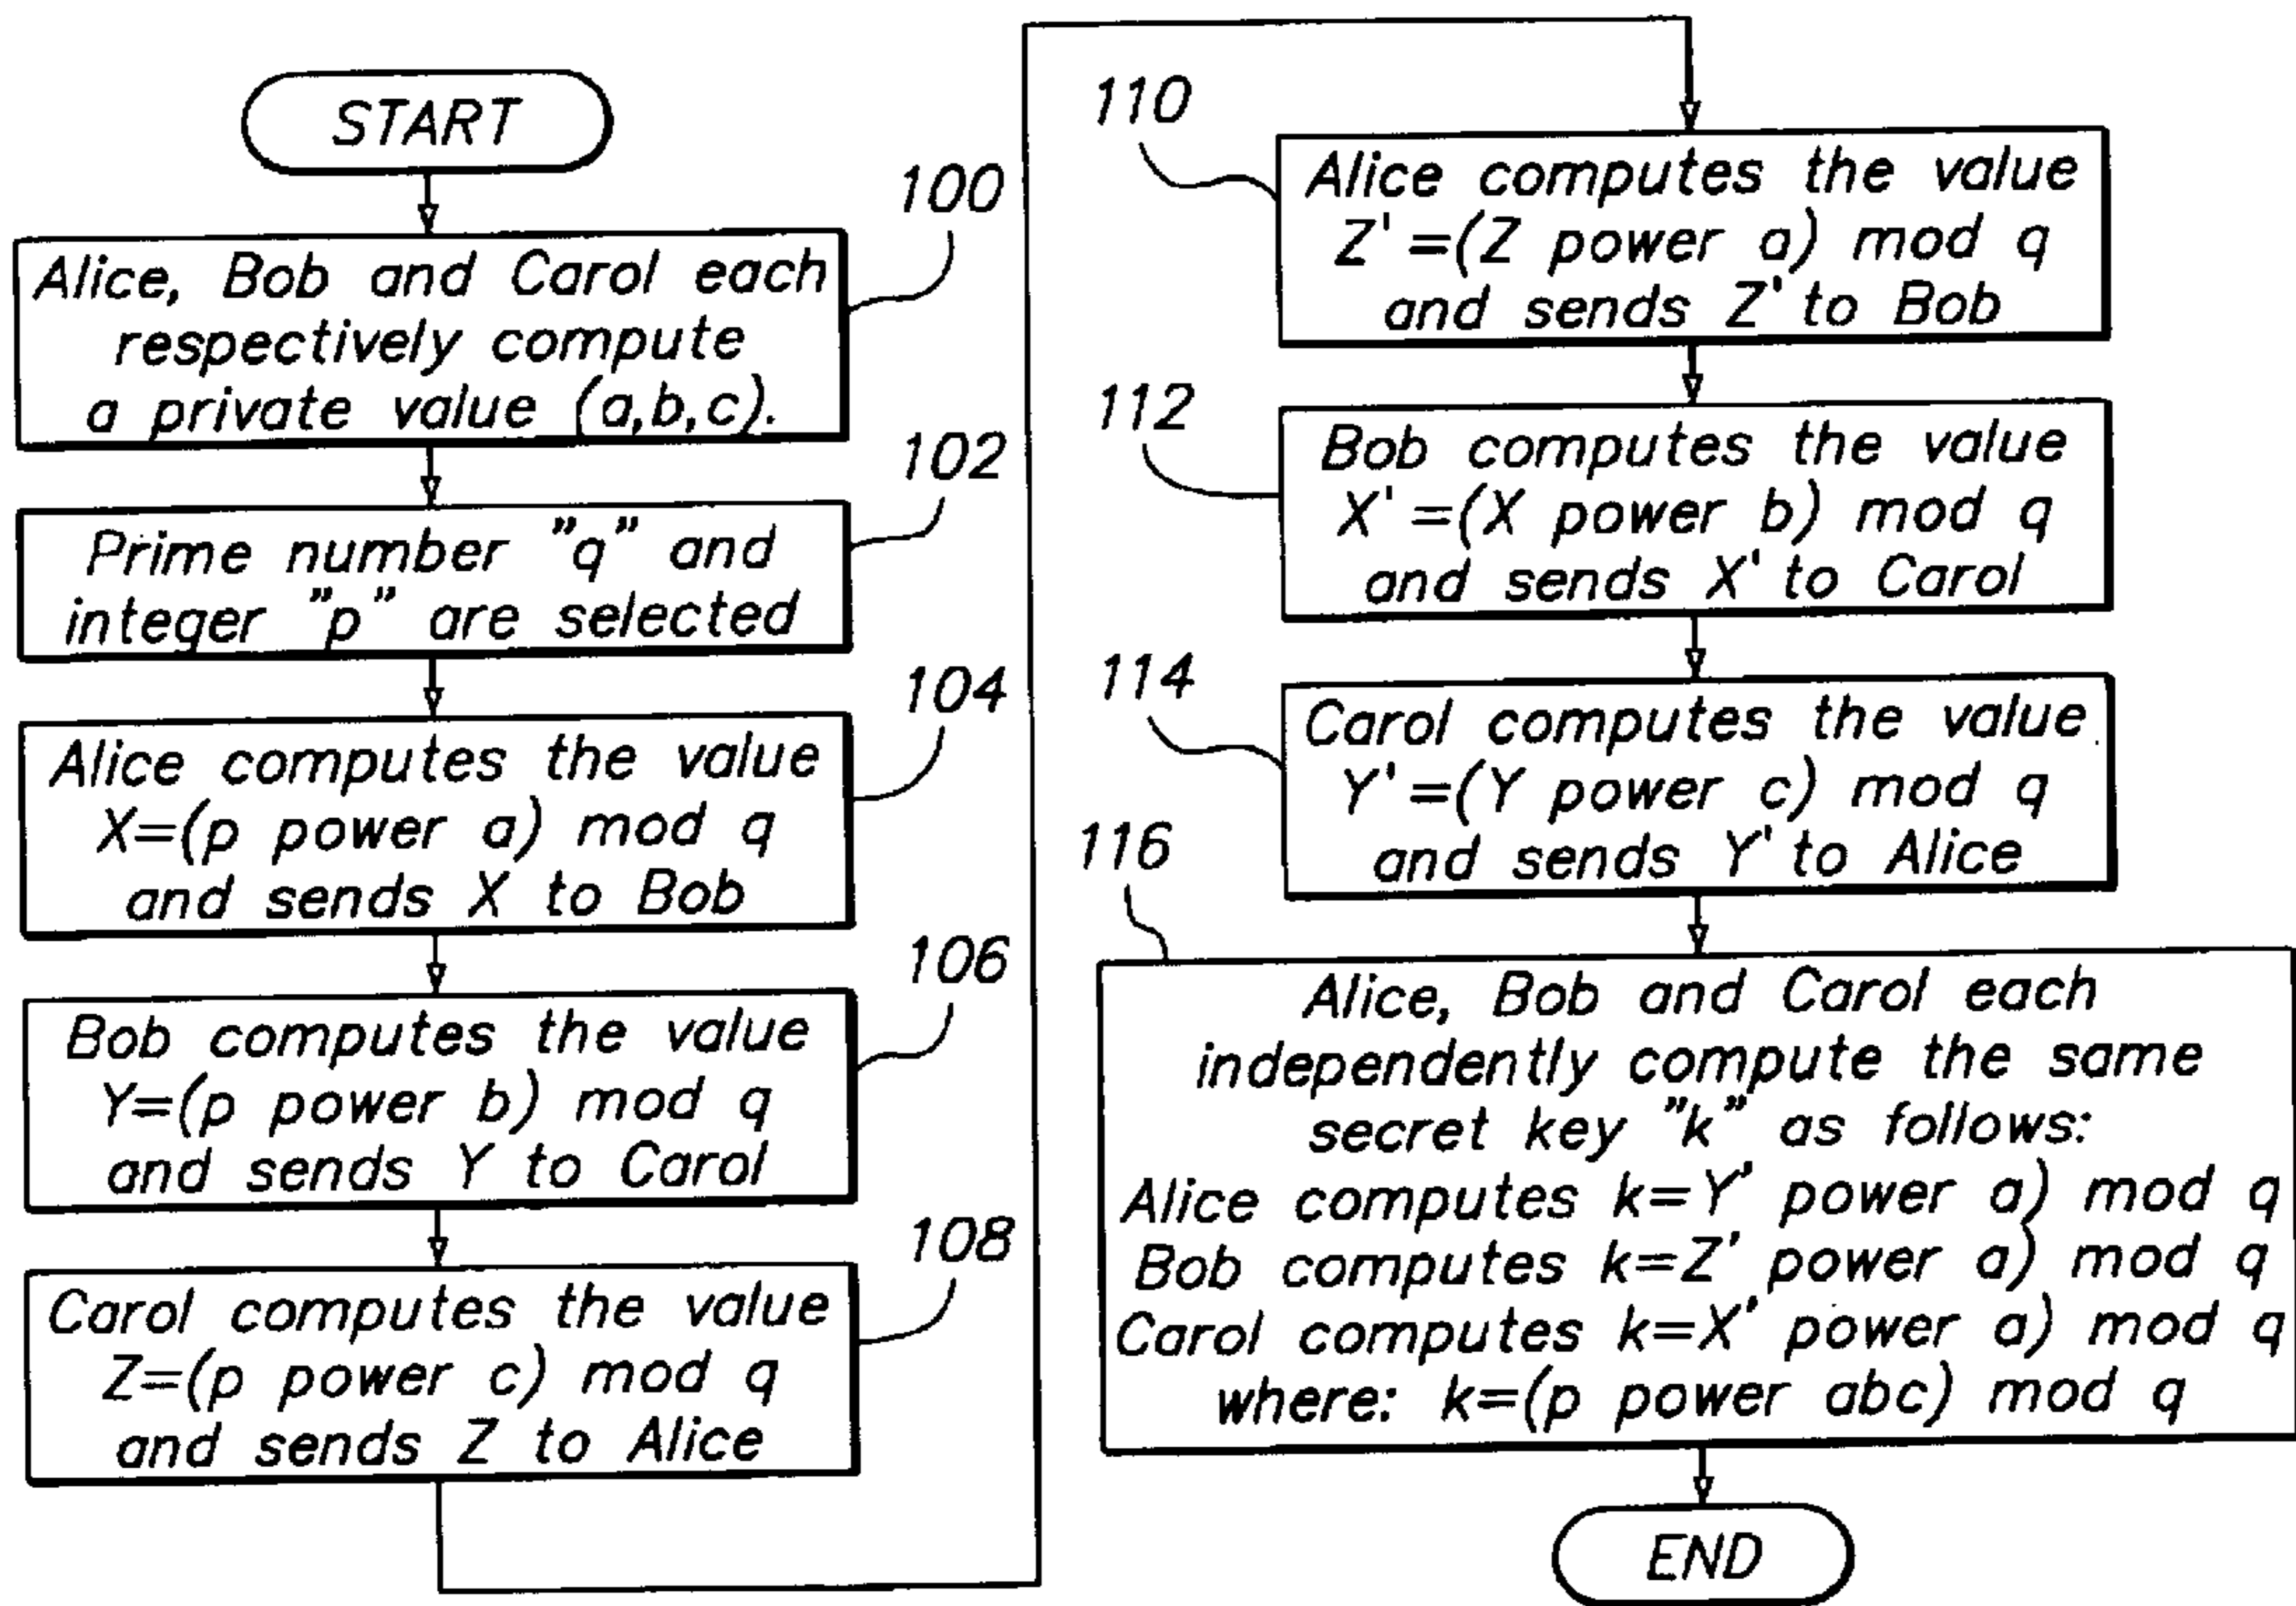 START
100
Alice, Bob and Carol each
respectively compute
a private value (a,b,c).
102
Prime number "q" and
integer "p" are selected
104
Alice computes the value
X=(p power a) mod q
and sends X to Bob
106
Bob computes the value
Y=(p power b) mod q
and sends Y to Carol
108
Carol computes the value
Z=(p power c) mod q
and sends Z to Alice
110
Alice computes the value
Z'=(Z power a) mod q
and sends Z' to Bob
112
Bob computes the value
X'=(X power b) mod q
and sends X' to Carol
114
Carol computes the value
Y'=(Y power c) mod q
and sends Y' to Alice
116
Alice, Bob and Carol each
independently compute the same
secret key "k" as follows:
Alice computes k=Y' power a) mod q
Bob computes k=Z' power a) mod q
Carol computes k=X' power a) mod q
where: k=(p power abc) mod q
END